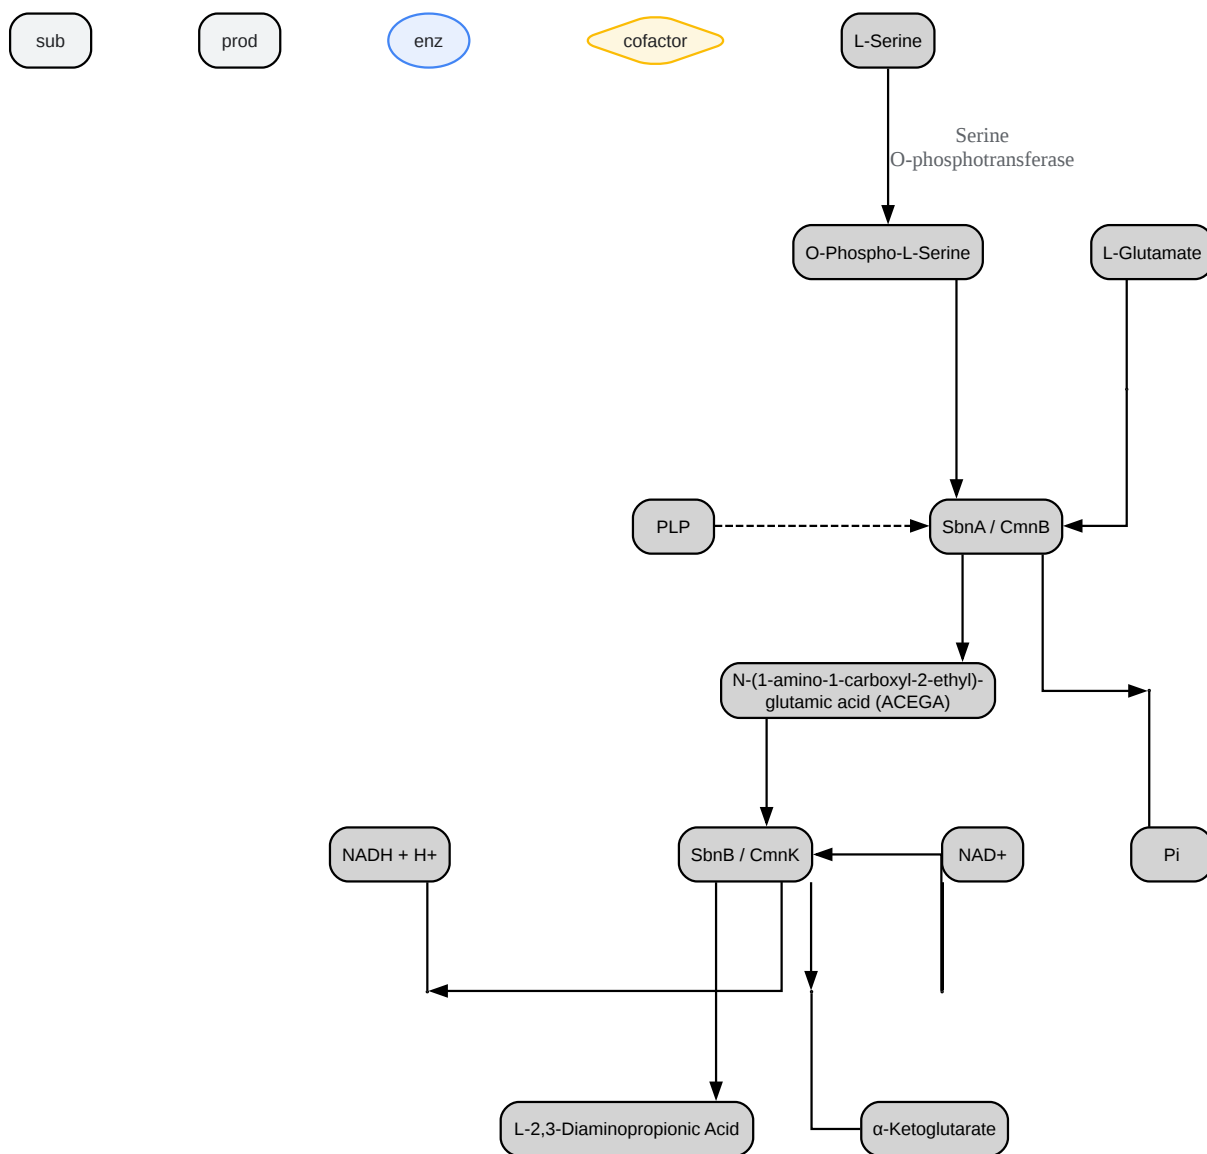 sub
prod
enz
cofactor
L-Serine
Serine
O-phosphotransferase
O-Phospho-L-Serine
L-Glutamate
PLP
SbnA / CmnB
N-(1-amino-1-carboxyl-2-ethyl)-
glutamic acid (ACEGA)
NADH + H+
SbnB / CmnK
NAD+
Pi
L-2,3-Diaminopropionic Acid
α-Ketoglutarate